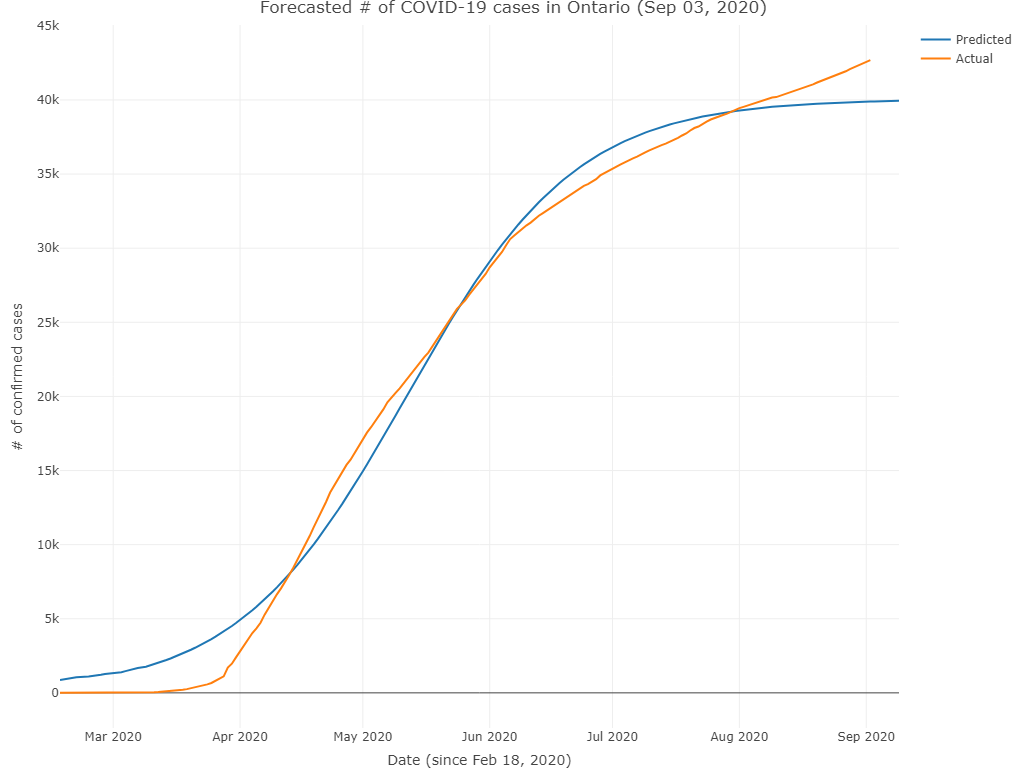 Forecasted # of COVID-19 cases in Ontario (Sep 03, 2020)
Predicted
Actual
# of confirmed cases
45k
40k
35k
30k
25k
20k
15k
10k
5k
0
Mar 2020 Apr 2020 May 2020 Jun 2020 Jul 2020 Aug 2020 Sep 2020
Date (since Feb 18, 2020)